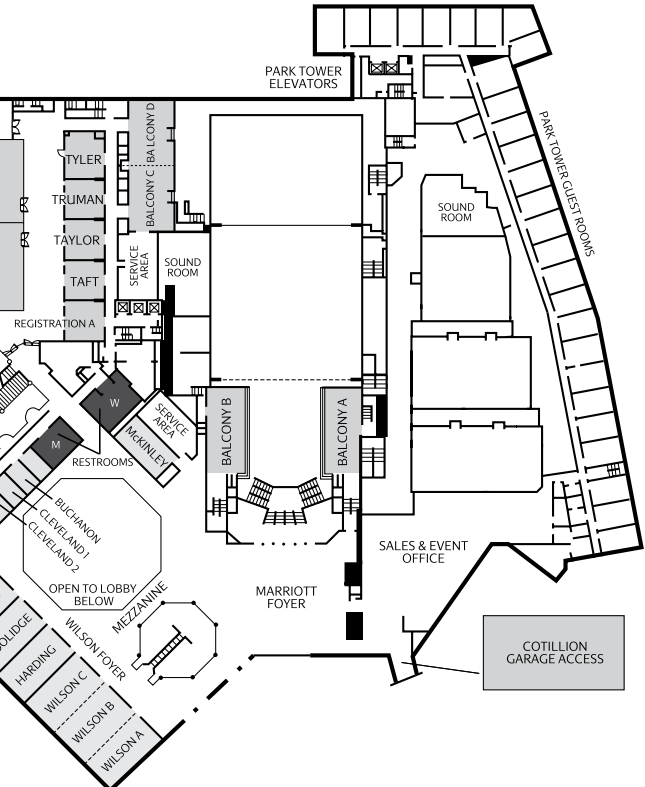 PARK TOWER
ELEVATORS
PARK TOWER GUEST ROOMS
BALCONY D
BALCONY C
TYLER
TRUMAN
TAYLOR
TAFT
REGISTRATION A
SERVICE
AREA
SOUND
ROOM
SOUND
ROOM
W
M
RESTROOMS
SERVICE
AREA
McKINLEY
BALCONY B
BALCONY A
BUCHANON
CLEVELAND 1
CLEVELAND 2
OPEN TO LOBBY
BELOW
MEZZANINE
MARRIOTT
FOYER
SALES & EVENT
OFFICE
COTILLION
GARAGE ACCESS
WILSON FOYER
OLIDGE
HARDING
WILSON C
WILSON B
WILSON A